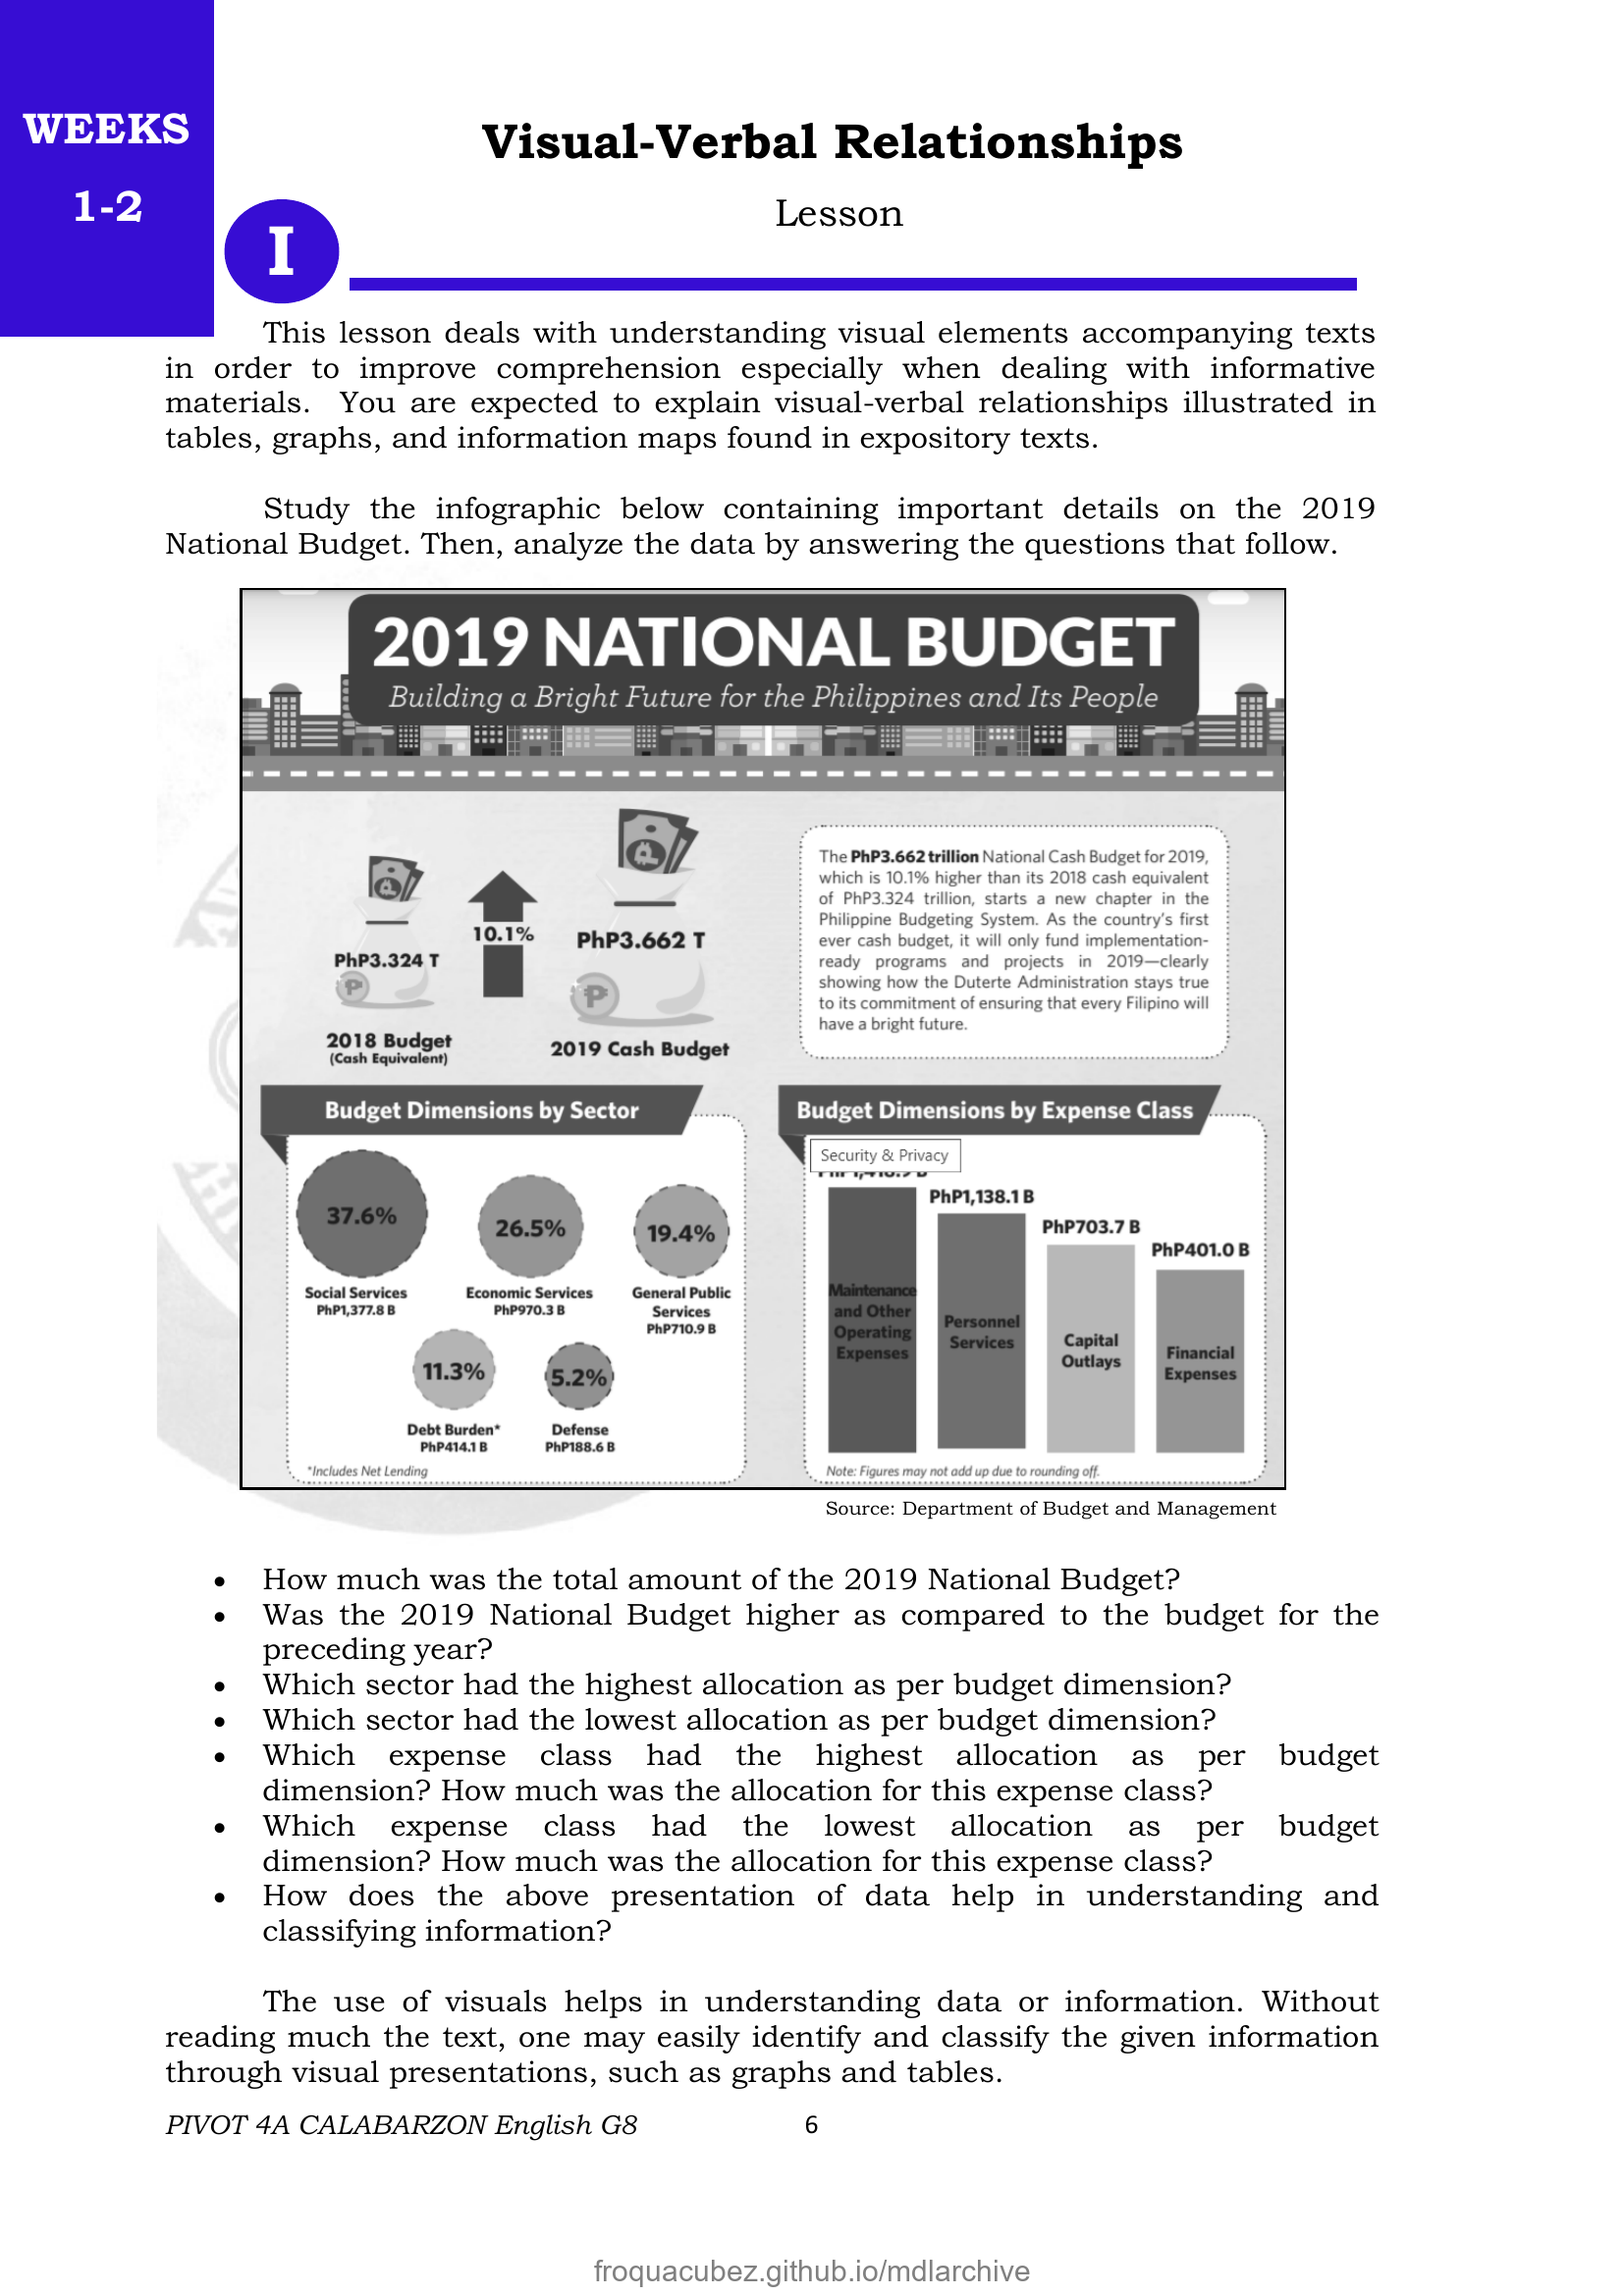 WEEKS
1-2
Visual-Verbal Relationships
Lesson
I
This lesson deals with understanding visual elements accompanying texts
in order to improve comprehension especially when dealing with informative
materials. You are expected to explain visual-verbal relationships illustrated in
tables, graphs, and information maps found in expository texts.
Study the infographic below containing important details on the 2019
National Budget. Then, analyze the data by answering the questions that follow.
2019 NATIONAL BUDGET
Building a Bright Future for the Philippines and Its People
PhP3.324 T
2018 Budget
(Cash Equivalent)
10.1%
PhP3.662 T
2019 Cash Budget
The PhP3.662 trillion National Cash Budget for 2019,
which is 10.1% higher than its 2018 cash equivalent
of PhP3.324 trillion, starts a new chapter in the
Philippine Budgeting System. As the country's first
ever cash budget, it will only fund implementation-
ready programs and projects in 2019—clearly
showing how the Duterte Administration stays true
to its commitment of ensuring that every Filipino will
have a bright future.
Budget Dimensions by Sector
37.6%
Social Services
PhP1,377.8 B
26.5%
Economic Services
PhP970.3 B
19.4%
General Public
Services
PhP710.9 B
11.3%
Debt Burden*
PhP414.1 B
5.2%
Defense
PhP188.6 B
*Includes Net Lending
Budget Dimensions by Expense Class
Security & Privacy
Maintenance
and Other
Operating
Expenses
PhP1,138.1 B
Personnel
Services
PhP703.7 B
Capital
Outlays
PhP401.0 B
Financial
Expenses
Note: Figures may not add up due to rounding off.
Source: Department of Budget and Management
• How much was the total amount of the 2019 National Budget?
• Was the 2019 National Budget higher as compared to the budget for the
preceding year?
• Which sector had the highest allocation as per budget dimension?
• Which sector had the lowest allocation as per budget dimension?
• Which expense class had the highest allocation as per budget
dimension? How much was the allocation for this expense class?
• Which expense class had the lowest allocation as per budget
dimension? How much was the allocation for this expense class?
• How does the above presentation of data help in understanding and
classifying information?
The use of visuals helps in understanding data or information. Without
reading much the text, one may easily identify and classify the given information
through visual presentations, such as graphs and tables.
PIVOT 4A CALABARZON English G8
6
froquacubez.github.io/mdlarchive